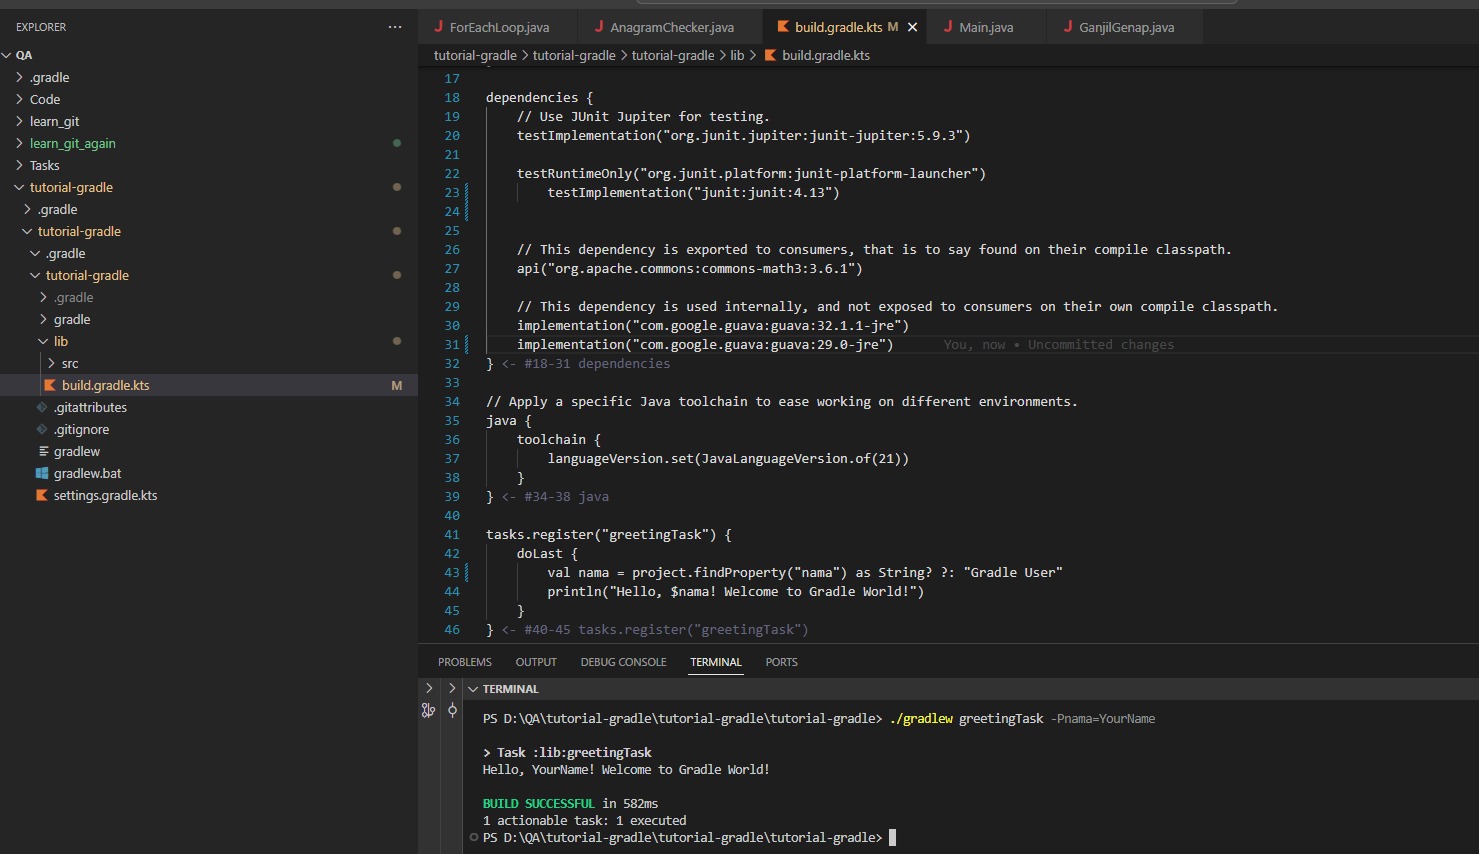 EXPLORER
QA
.gradle
Code
learn_git
learn_git_again
Tasks
tutorial-gradle
.gradle
tutorial-gradle
.gradle
tutorial-gradle
.gradle
gradle
lib
src
build.gradle.kts M
.gitattributes
.gitignore
gradlew
gradlew.bat
settings.gradle.kts
ForEachLoop.java AnagramChecker.java build.gradle.kts M Main.java GanjilGenap.java
tutorial-gradle > tutorial-gradle > tutorial-gradle > lib > build.gradle.kts
17
18 dependencies {
19 // Use JUnit Jupiter for testing.
20 testImplementation("org.junit.jupiter:junit-jupiter:5.9.3")
21
22 testRuntimeOnly("org.junit.platform:junit-platform-launcher")
23 testImplementation("junit:junit:4.13")
24
25
26 // This dependency is exported to consumers, that is to say found on their compile classpath.
27 api("org.apache.commons:commons-math3:3.6.1")
28
29 // This dependency is used internally, and not exposed to consumers on their own compile classpath.
30 implementation("com.google.guava:guava:32.1.1-jre")
31 implementation("com.google.guava:guava:29.0-jre") You, now • Uncommitted changes
32 } <- #18-31 dependencies
33
34 // Apply a specific Java toolchain to ease working on different environments.
35 java {
36 toolchain {
37 languageVersion.set(JavaLanguageVersion.of(21))
38 }
39 } <- #34-38 java
40
41 tasks.register("greetingTask") {
42 doLast {
43 val nama = project.findProperty("nama") as String? ?: "Gradle User"
44 println("Hello, $nama! Welcome to Gradle World!")
45 }
46 } <- #40-45 tasks.register("greetingTask")
PROBLEMS OUTPUT DEBUG CONSOLE TERMINAL PORTS
TERMINAL
PS D:\QA\tutorial-gradle\tutorial-gradle\tutorial-gradle> ./gradlew greetingTask -Pnama=YourName
> Task :lib:greetingTask
Hello, YourName! Welcome to Gradle World!
BUILD SUCCESSFUL in 582ms
1 actionable task: 1 executed
PS D:\QA\tutorial-gradle\tutorial-gradle\tutorial-gradle>